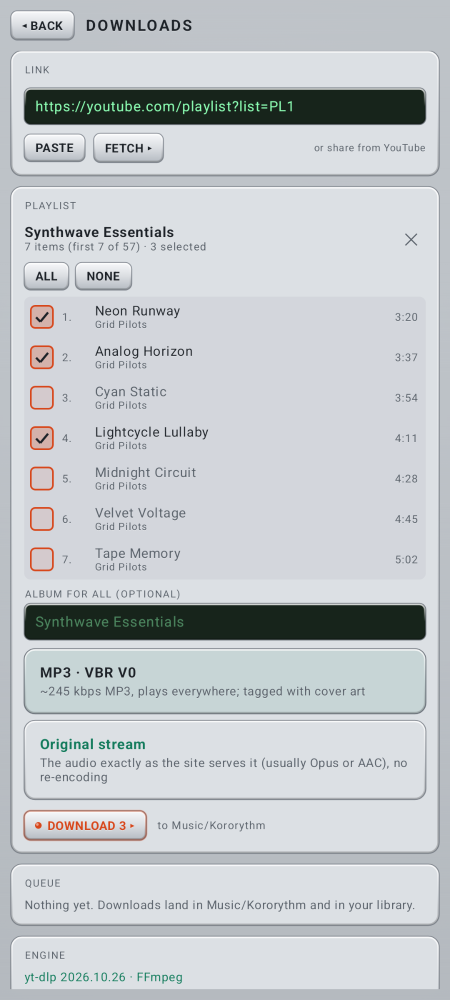 ◂ BACK DOWNLOADS
LINK
https://youtube.com/playlist?list=PL1
PASTE FETCH ▸ or share from YouTube
PLAYLIST
Synthwave Essentials
7 items (first 7 of 57) · 3 selected
ALL NONE
1. Neon Runway 3:20
Grid Pilots
2. Analog Horizon 3:37
Grid Pilots
3. Cyan Static 3:54
Grid Pilots
4. Lightcycle Lullaby 4:11
Grid Pilots
5. Midnight Circuit 4:28
Grid Pilots
6. Velvet Voltage 4:45
Grid Pilots
7. Tape Memory 5:02
Grid Pilots
ALBUM FOR ALL (OPTIONAL)
Synthwave Essentials
MP3 · VBR V0
~245 kbps MP3, plays everywhere; tagged with cover art
Original stream
The audio exactly as the site serves it (usually Opus or AAC), no
re-encoding
DOWNLOAD 3 ▸ to Music/Kororythm
QUEUE
Nothing yet. Downloads land in Music/Kororythm and in your library.
ENGINE
yt-dlp 2026.10.26 · FFmpeg